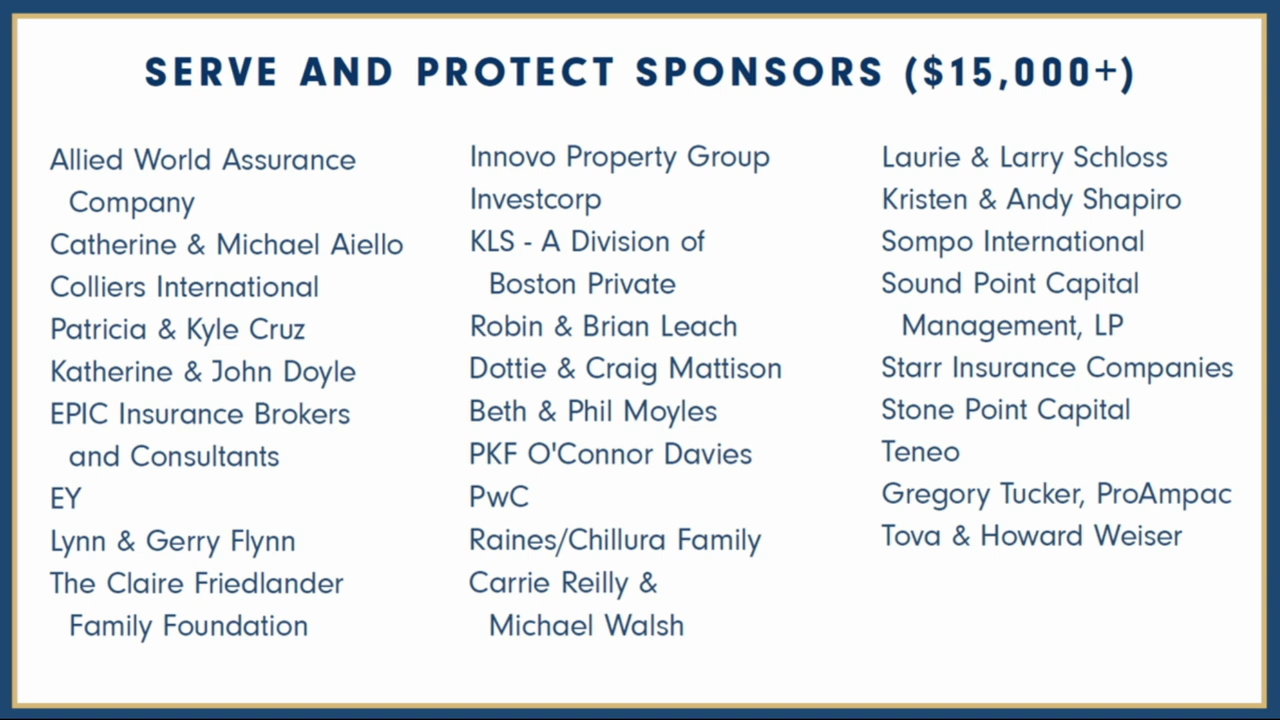 SERVE AND PROTECT SPONSORS ($15,000+)
Allied World Assurance
Company
Catherine & Michael Aiello
Colliers International
Patricia & Kyle Cruz
Katherine & John Doyle
EPIC Insurance Brokers
and Consultants
EY
Lynn & Gerry Flynn
The Claire Friedlander
Family Foundation
Innovo Property Group
Investcorp
KLS - A Division of
Boston Private
Robin & Brian Leach
Dottie & Craig Mattison
Beth & Phil Moyles
PKF O'Connor Davies
PwC
Raines/Chillura Family
Carrie Reilly &
Michael Walsh
Laurie & Larry Schloss
Kristen & Andy Shapiro
Sompo International
Sound Point Capital
Management, LP
Starr Insurance Companies
Stone Point Capital
Teneo
Gregory Tucker, ProAmpac
Tova & Howard Weiser